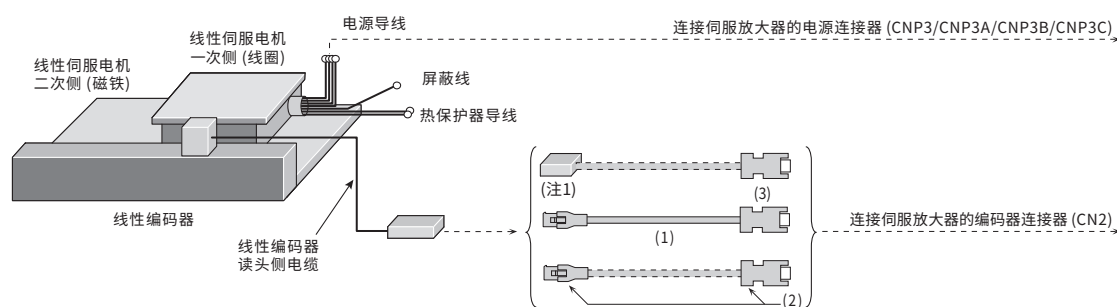 电源导线
连接伺服放大器的电源连接器 (CNP3/CNP3A/CNP3B/CNP3C)
线性伺服电机
一次侧 (线圈)
线性伺服电机
二次侧 (磁铁)
屏蔽线
热保护器导线
线性编码器
线性编码器
读头侧电缆
(注1)
(3)
(1)
(2)
连接伺服放大器的编码器连接器 (CN2)